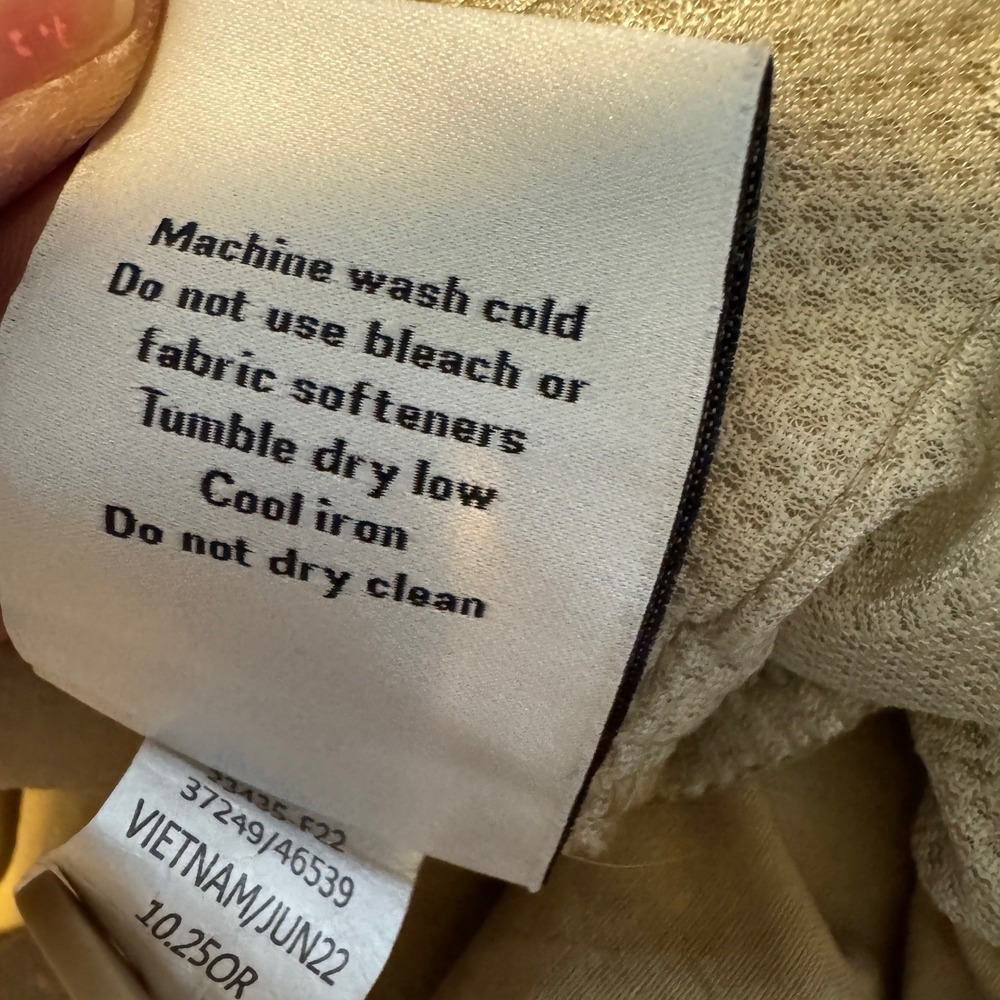 Machine wash cold
Do not use bleach or
fabric softeners
Tumble dry low
Cool iron
Do not dry clean
37249/46539
VIETNAM/JUN22
10.25OR